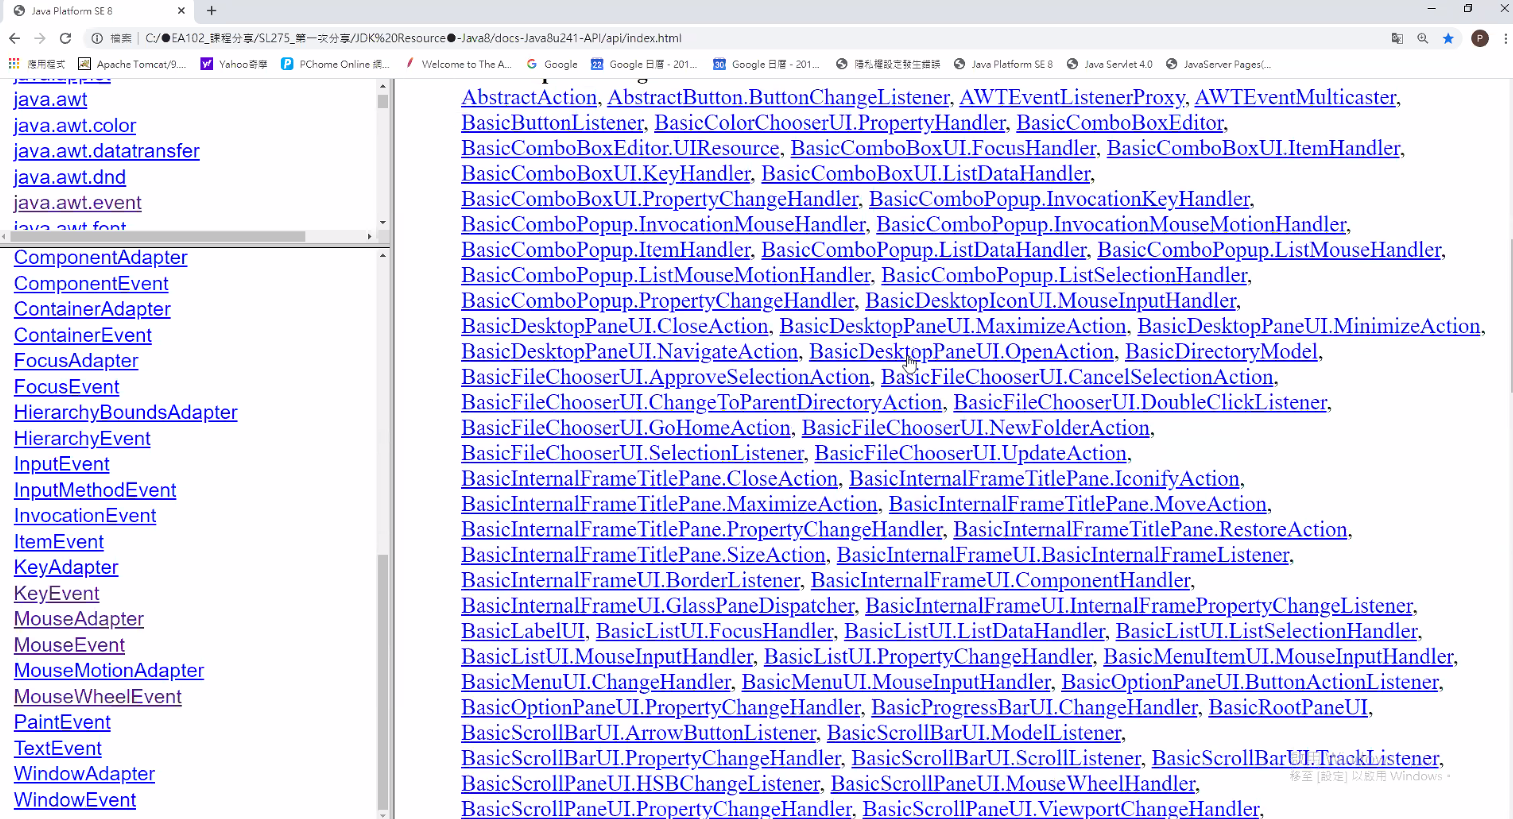 Java Platform SE 8
檔案 C:/●EA102_課程分享/SL275_第一次分享/JDK%20Resource●-Java8/docs-Java8u241-API/api/index.html
P
應用程式 Apache Tomcat/9.... Yahoo奇摩 PChome Online 網... Welcome to The A... Google Google 日曆 - 201... Google 日曆 - 201... 隱私權設定發生錯誤 Java Platform SE 8 Java Servlet 4.0 JavaServer Pages(...
java.applet
java.awt
java.awt.color
java.awt.datatransfer
java.awt.dnd
java.awt.event
java.awt.font
ComponentAdapter
ComponentEvent
ContainerAdapter
ContainerEvent
FocusAdapter
FocusEvent
HierarchyBoundsAdapter
HierarchyEvent
InputEvent
InputMethodEvent
InvocationEvent
ItemEvent
KeyAdapter
KeyEvent
MouseAdapter
MouseEvent
MouseMotionAdapter
MouseWheelEvent
PaintEvent
TextEvent
WindowAdapter
WindowEvent
AbstractAction, AbstractButton.ButtonChangeListener, AWTEventListenerProxy, AWTEventMulticaster,
BasicButtonListener, BasicColorChooserUI.PropertyHandler, BasicComboBoxEditor,
BasicComboBoxEditor.UIResource, BasicComboBoxUI.FocusHandler, BasicComboBoxUI.ItemHandler,
BasicComboBoxUI.KeyHandler, BasicComboBoxUI.ListDataHandler,
BasicComboBoxUI.PropertyChangeHandler, BasicComboPopup.InvocationKeyHandler,
BasicComboPopup.InvocationMouseHandler, BasicComboPopup.InvocationMouseMotionHandler,
BasicComboPopup.ItemHandler, BasicComboPopup.ListDataHandler, BasicComboPopup.ListMouseHandler,
BasicComboPopup.ListMouseMotionHandler, BasicComboPopup.ListSelectionHandler,
BasicComboPopup.PropertyChangeHandler, BasicDesktopIconUI.MouseInputHandler,
BasicDesktopPaneUI.CloseAction, BasicDesktopPaneUI.MaximizeAction, BasicDesktopPaneUI.MinimizeAction,
BasicDesktopPaneUI.NavigateAction, BasicDesktopPaneUI.OpenAction, BasicDirectoryModel,
BasicFileChooserUI.ApproveSelectionAction, BasicFileChooserUI.CancelSelectionAction,
BasicFileChooserUI.ChangeToParentDirectoryAction, BasicFileChooserUI.DoubleClickListener,
BasicFileChooserUI.GoHomeAction, BasicFileChooserUI.NewFolderAction,
BasicFileChooserUI.SelectionListener, BasicFileChooserUI.UpdateAction,
BasicInternalFrameTitlePane.CloseAction, BasicInternalFrameTitlePane.IconifyAction,
BasicInternalFrameTitlePane.MaximizeAction, BasicInternalFrameTitlePane.MoveAction,
BasicInternalFrameTitlePane.PropertyChangeHandler, BasicInternalFrameTitlePane.RestoreAction,
BasicInternalFrameTitlePane.SizeAction, BasicInternalFrameUI.BasicInternalFrameListener,
BasicInternalFrameUI.BorderListener, BasicInternalFrameUI.ComponentHandler,
BasicInternalFrameUI.GlassPaneDispatcher, BasicInternalFrameUI.InternalFramePropertyChangeListener,
BasicLabelUI, BasicListUI.FocusHandler, BasicListUI.ListDataHandler, BasicListUI.ListSelectionHandler,
BasicListUI.MouseInputHandler, BasicListUI.PropertyChangeHandler, BasicMenuItemUI.MouseInputHandler,
BasicMenuUI.ChangeHandler, BasicMenuUI.MouseInputHandler, BasicOptionPaneUI.ButtonActionListener,
BasicOptionPaneUI.PropertyChangeHandler, BasicProgressBarUI.ChangeHandler, BasicRootPaneUI,
BasicScrollBarUI.ArrowButtonListener, BasicScrollBarUI.ModelListener,
BasicScrollBarUI.PropertyChangeHandler, BasicScrollBarUI.ScrollListener, BasicScrollBarUI.TrackListener,
BasicScrollPaneUI.HSBChangeListener, BasicScrollPaneUI.MouseWheelHandler,
移至 [設定] 以啟用 Windows。
BasicScrollPaneUI.PropertyChangeHandler, BasicScrollPaneUI.ViewportChangeHandler,